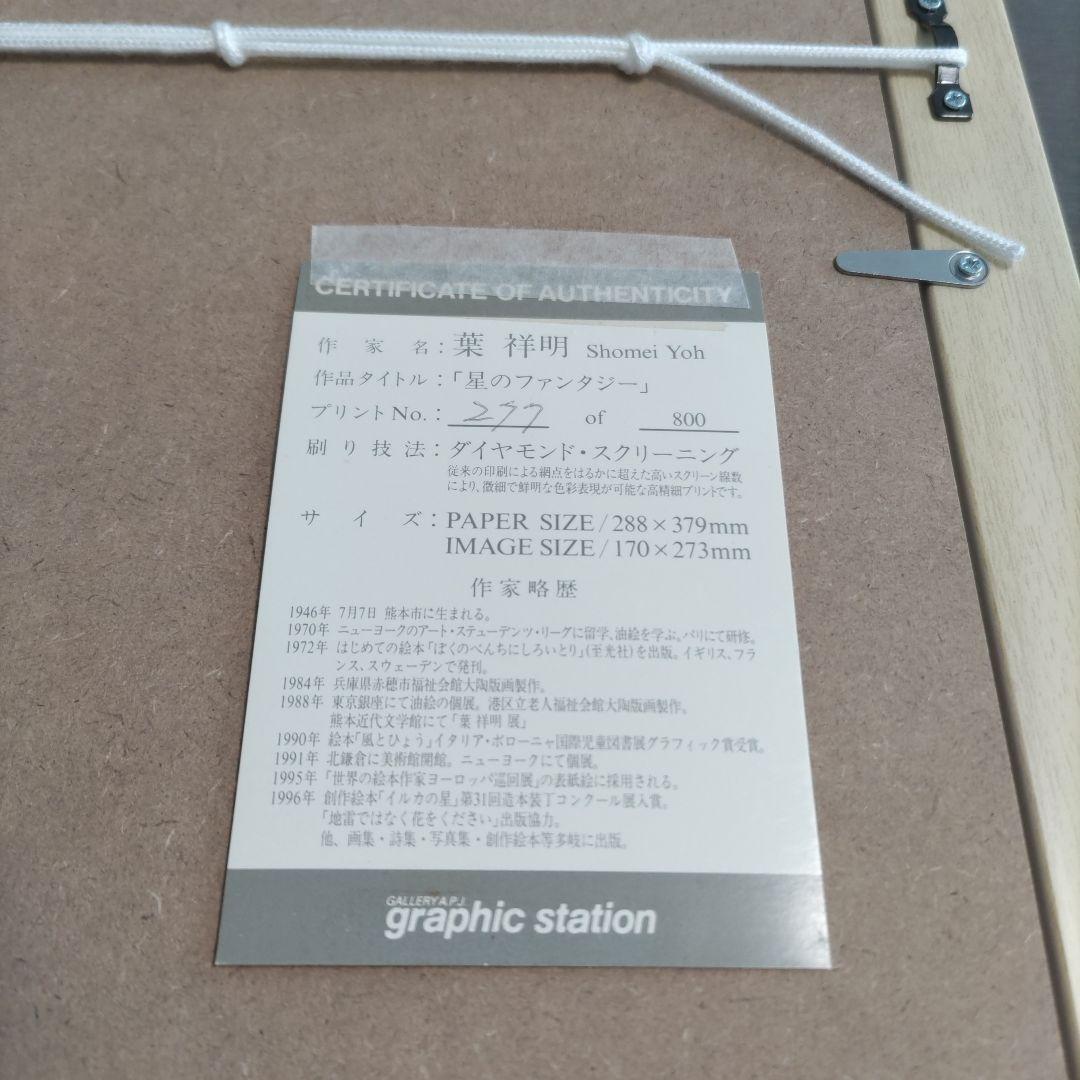 CERTIFICATE OF AUTHENTICITY
作家名：葉 祥明 Shomei Yoh
作品タイトル：「星のファンタジー」
プリントNo.： of 800
刷り技法：ダイヤモンド・スクリーニング
従来の印刷による網点をはるかに超えた高いスクリーン線数
により、微細で鮮明な色彩表現が可能な高精細プリントです。
サイズ：PAPER SIZE/288×379mm
IMAGE SIZE/170×273mm
作家略歴
1946年 7月7日 熊本市に生まれる。
1970年 ニューヨークのアート・ステューデンツ・リーグに留学、油絵を学ぶ。パリにて研修。
1972年 はじめての絵本「ぼくのべんちにしろいとり」(至光社)を出版。イギリス、フラ
ンス、スウェーデンで発刊。
1984年 兵庫県赤穂市福祉会館大陶版画製作。
1988年 東京銀座にて油絵の個展。港区立老人福祉会館大陶版画製作。
熊本近代文学館にて「葉 祥明 展」
1990年 絵本「風とひょう」イタリア・ボローニャ国際児童図書展グラフィック賞受賞。
1991年 北鎌倉に美術館開館。ニューヨークにて個展。
1995年「世界の絵本作家ヨーロッパ巡回展」の表紙絵に採用される。
1996年 創作絵本「イルカの星」第31回造本装丁コンクール展入賞。
「地雷ではなく花をください」出版協力。
他、画集・詩集・写真集・創作絵本等多岐に出版。
GALLERY A.P.J.
graphic station